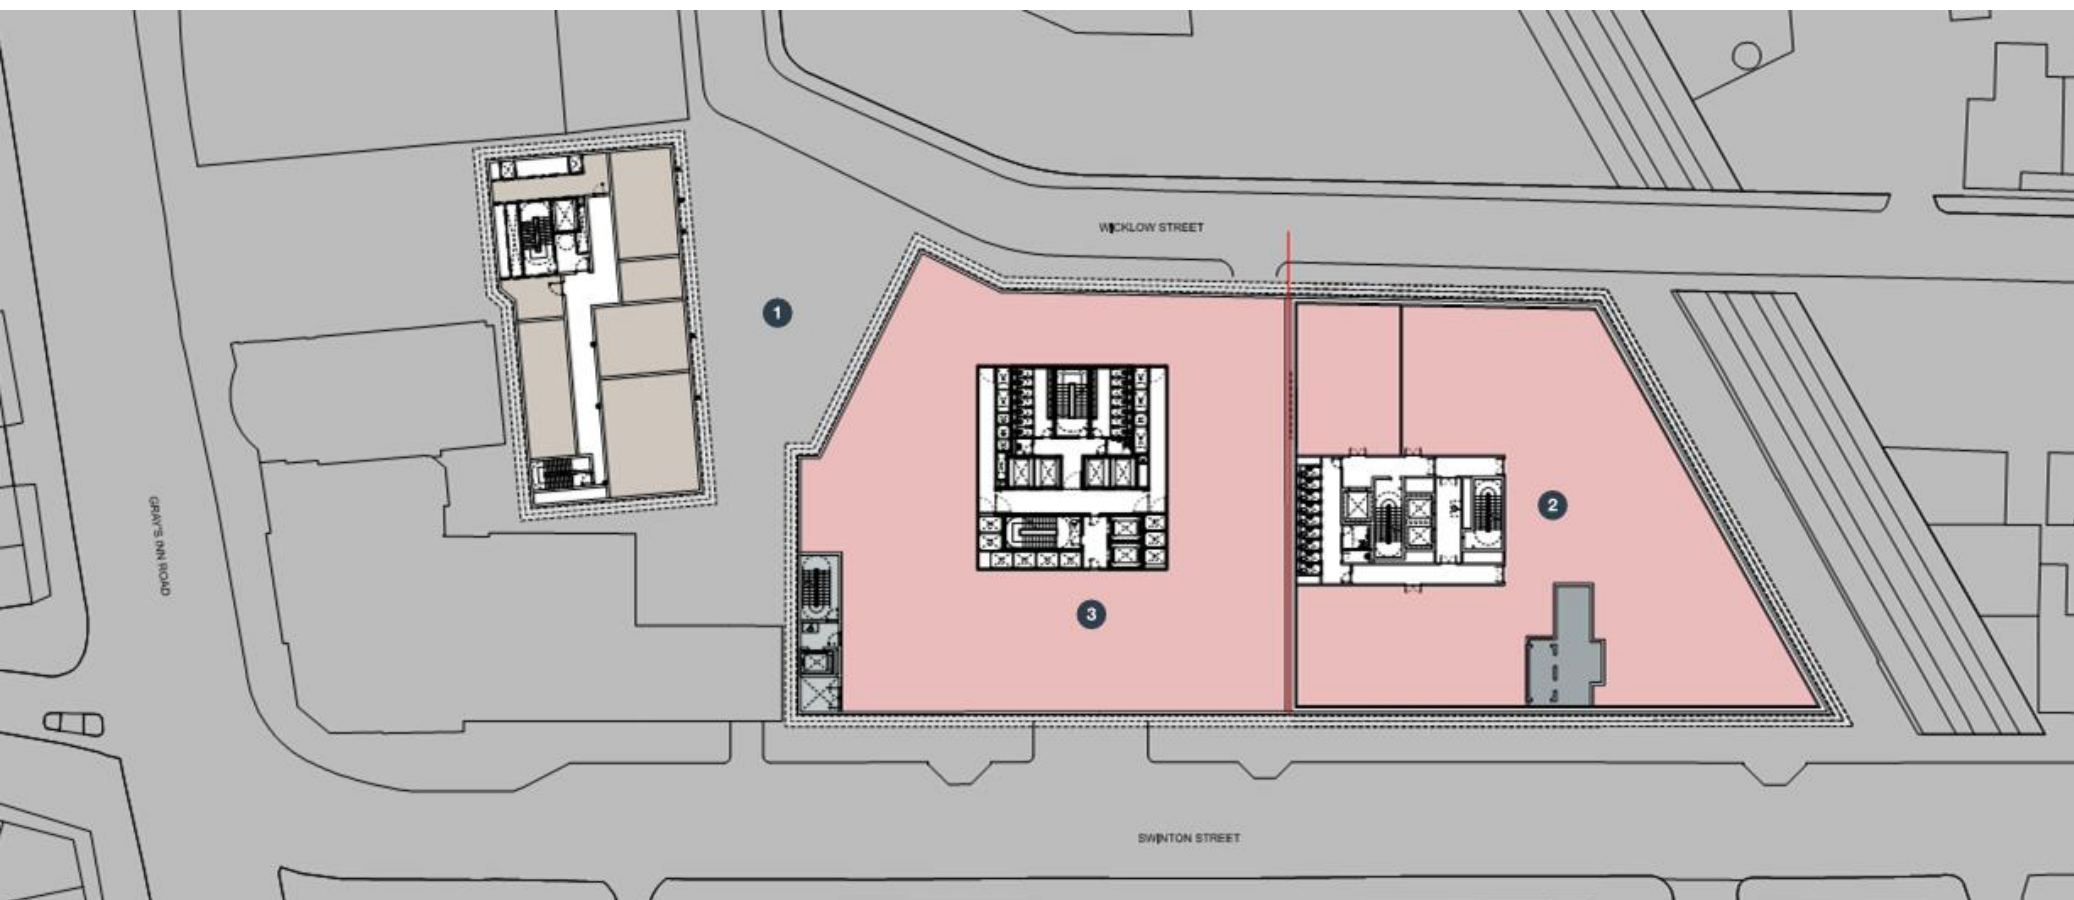 WICKLOW STREET
1
2
GRAY'S INN ROAD
3
SWINTON STREET